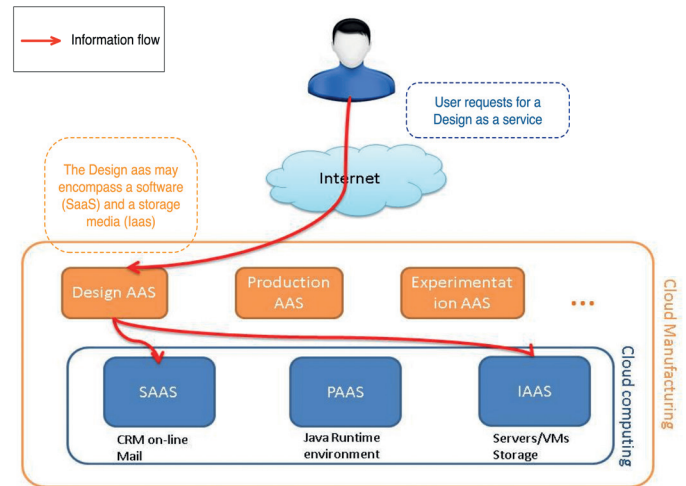 Information flow
User requests for a
Design as a service
Internet
The Design aas may
encompass a software
(SaaS) and a storage
media (Iaas)
Design AAS
Production
AAS
Experimentat
ion AAS
...
Cloud Manufacturing
Cloud computing
SAAS
PAAS
IAAS
CRM on-line
Mail
Java Runtime
environment
Servers/VMs
Storage